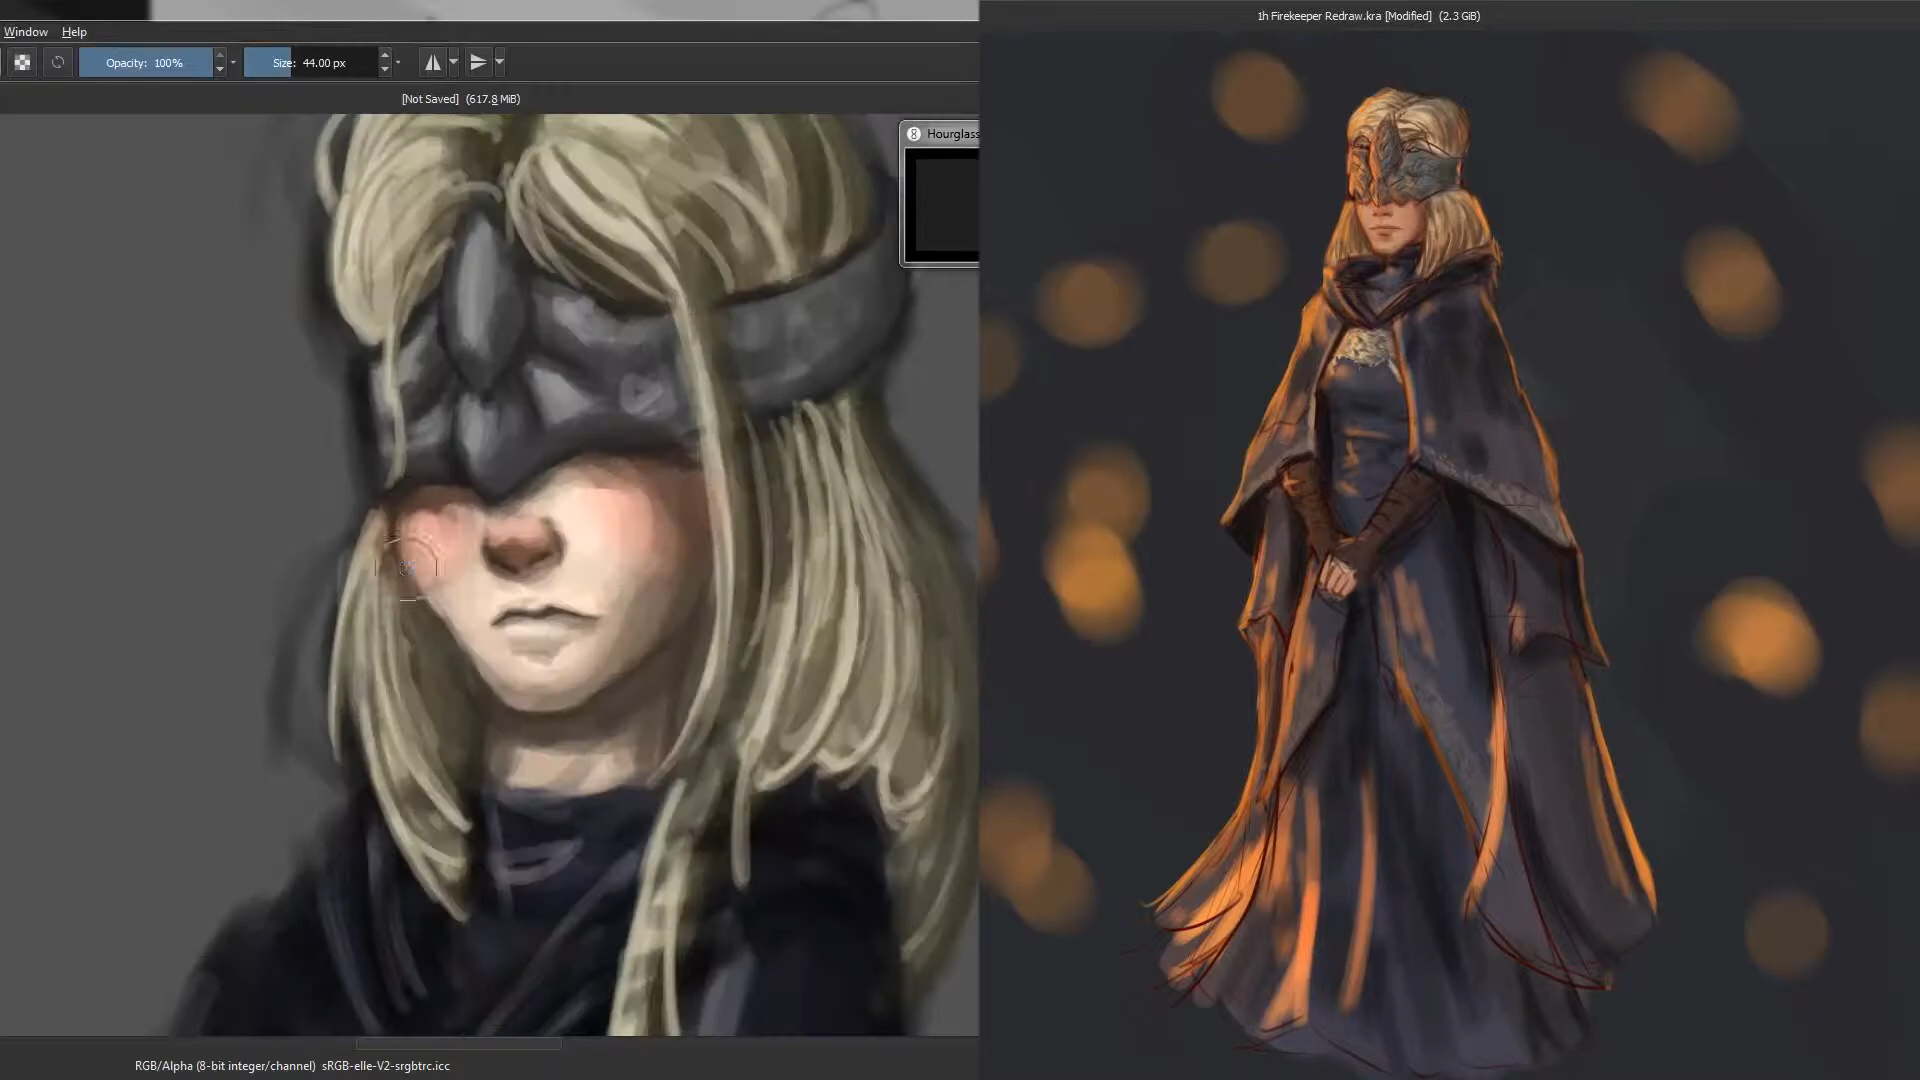 Window Help
Opacity: 100%
Size: 44.00 px
[Not Saved] (617.8 MiB)
Hourglass
RGB/Alpha (8-bit integer/channel) sRGB-elle-V2-srgbtrc.icc
1h Firekeeper Redraw.kra [Modified] (2.3 GiB)